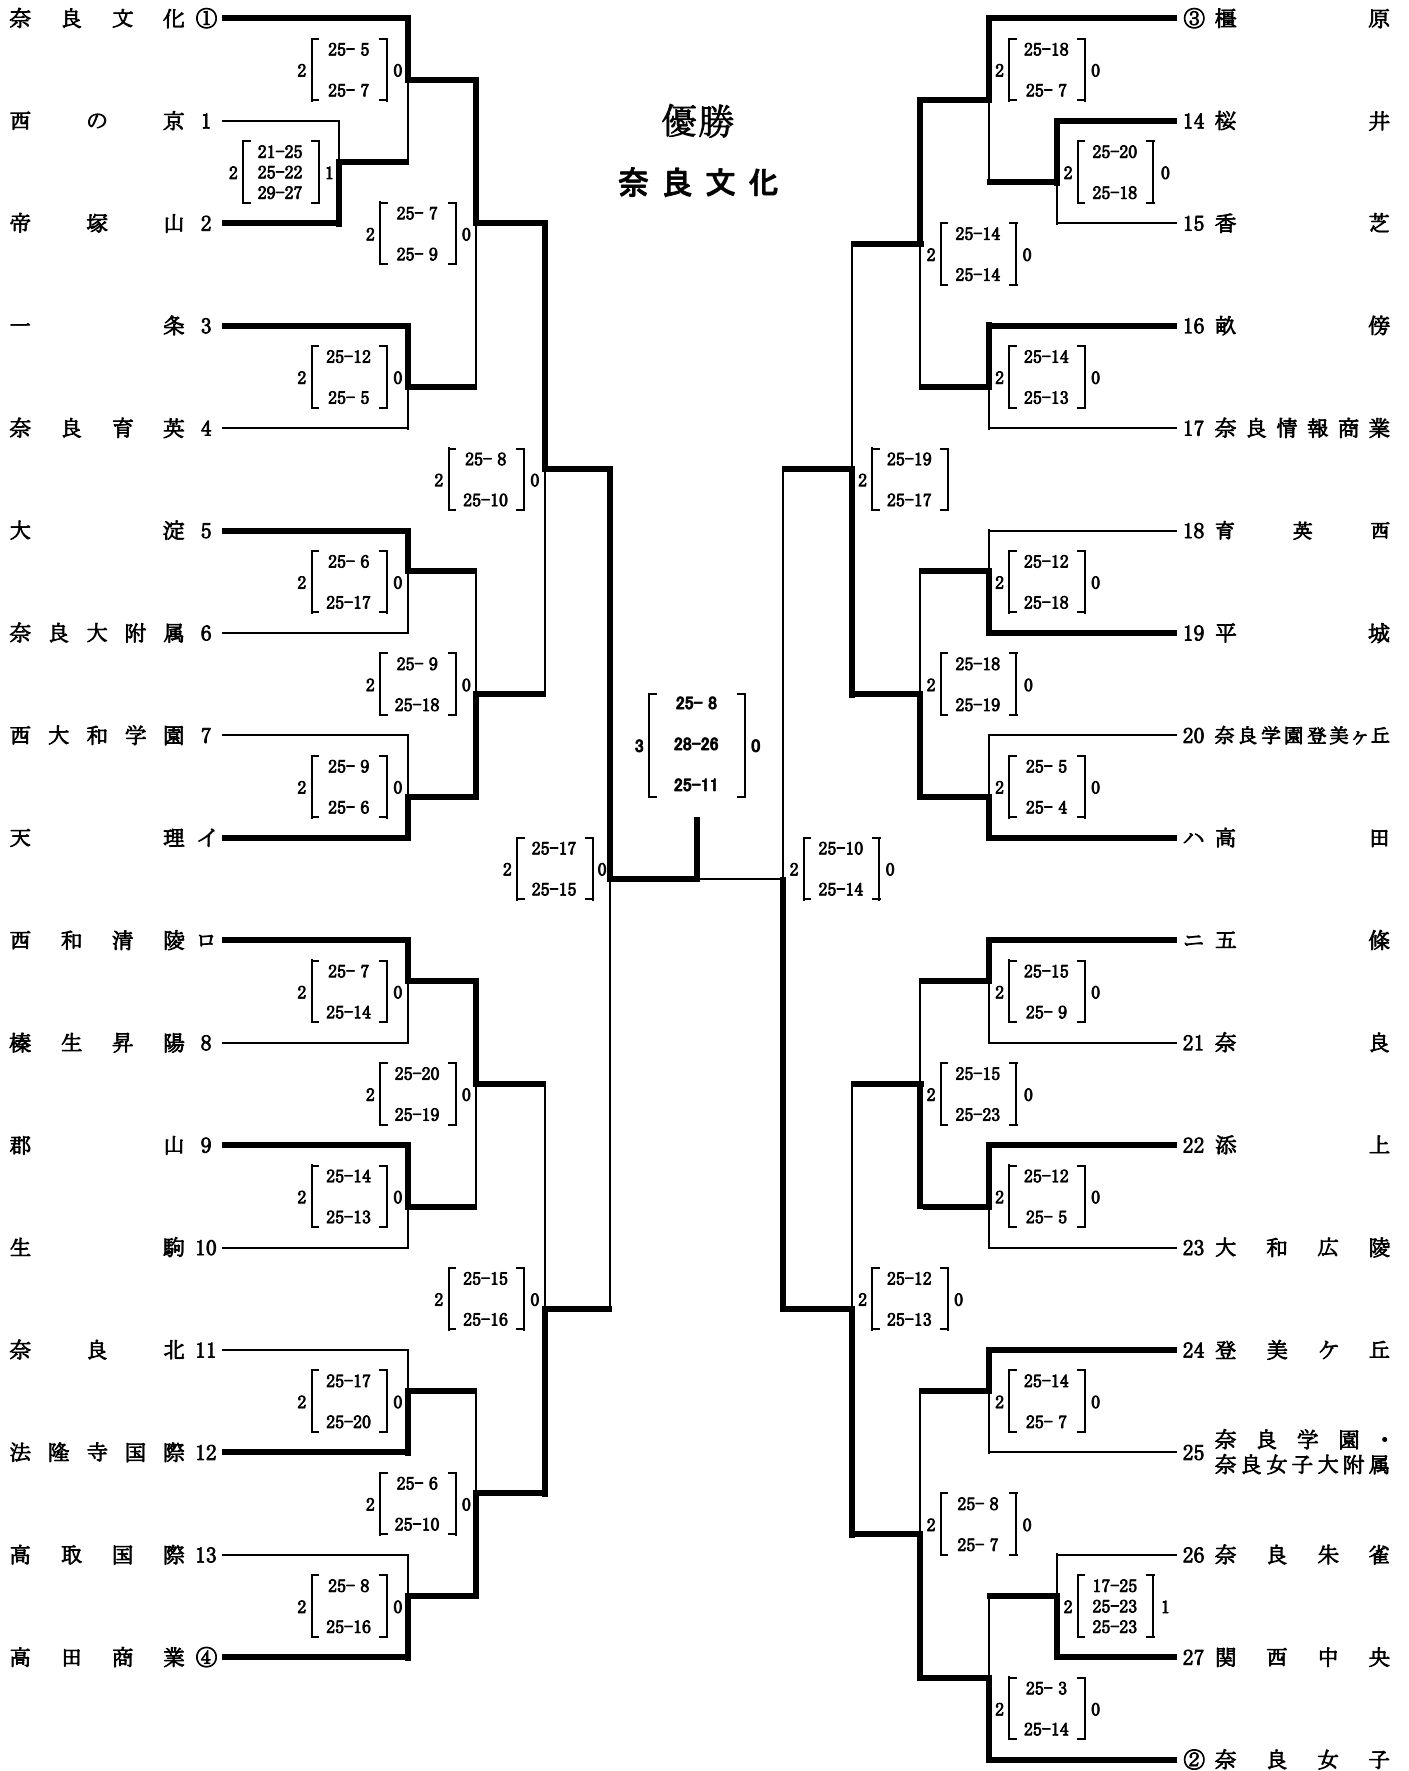 優勝
奈良文化
奈良文化 ①
2 25- 5 0
25- 7
西の京 1
2 21-25 1
25-22
29-27
帝塚山 2
2 25- 7 0
25- 9
一条 3
2 25-12 0
25- 5
奈良育英 4
2 25- 8 0
25-10
大淀 5
2 25- 6 0
25-17
奈良大附属 6
2 25- 9 0
25-18
西大和学園 7
2 25- 9 0
25- 6
天理 イ
2 25-17 0
25-15
西和清陵 ロ
2 25- 7 0
25-14
榛生昇陽 8
2 25-20 0
25-19
郡山 9
2 25-14 0
25-13
生駒 10
2 25-15 0
25-16
奈良北 11
2 25-17 0
25-20
法隆寺国際 12
2 25- 6 0
25-10
高取国際 13
2 25- 8 0
25-16
高田商業 ④
3 25- 8 0
28-26
25-11
③ 橿原
2 25-18 0
25- 7
14 桜井
2 25-20 0
25-18
15 香芝
2 25-14 0
25-14
16 畝傍
2 25-14 0
25-13
17 奈良情報商業
2 25-19
25-17
18 育英西
2 25-12 0
25-18
19 平城
2 25-18 0
25-19
20 奈良学園登美ヶ丘
2 25- 5 0
25- 4
ハ 高田
2 25-10 0
25-14
ニ 五條
2 25-15 0
25- 9
21 奈良
2 25-15 0
25-23
22 添上
2 25-12 0
25- 5
23 大和広陵
2 25-12 0
25-13
24 登美ケ丘
2 25-14 0
25- 7
25 奈良学園・
奈良女子大附属
2 25- 8 0
25- 7
26 奈良朱雀
2 17-25 1
25-23
25-23
27 関西中央
2 25- 3 0
25-14
② 奈良女子